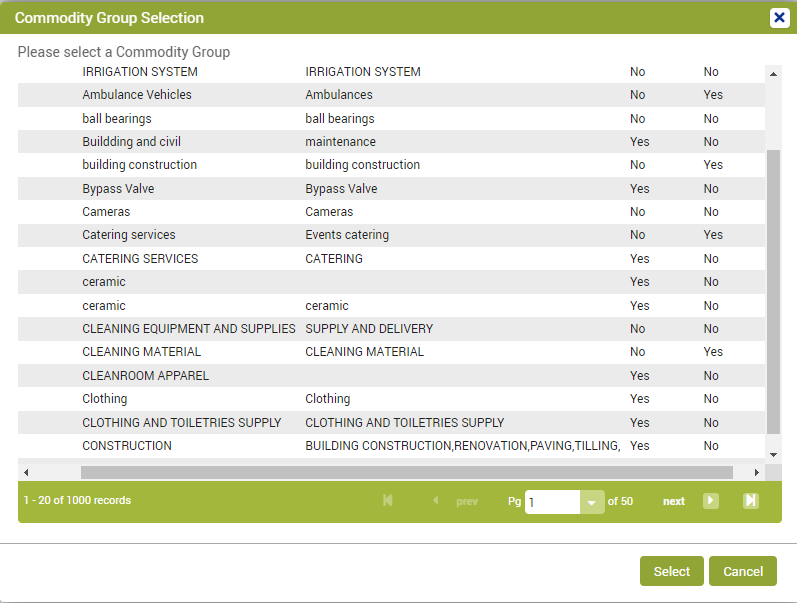 Commodity Group Selection
Please select a Commodity Group
IRRIGATION SYSTEM IRRIGATION SYSTEM No No
Ambulance Vehicles Ambulances No Yes
ball bearings ball bearings No No
Buildding and civil maintenance Yes No
building construction building construction No Yes
Bypass Valve Bypass Valve Yes No
Cameras Cameras No No
Catering services Events catering No Yes
CATERING SERVICES CATERING Yes No
ceramic Yes No
ceramic ceramic Yes No
CLEANING EQUIPMENT AND SUPPLIES SUPPLY AND DELIVERY No No
CLEANING MATERIAL CLEANING MATERIAL No Yes
CLEANROOM APPAREL Yes No
Clothing Clothing Yes No
CLOTHING AND TOILETRIES SUPPLY CLOTHING AND TOILETRIES SUPPLY Yes No
CONSTRUCTION BUILDING CONSTRUCTION,RENOVATION,PAVING,TILLING, Yes No
1 - 20 of 1000 records prev Pg 1 of 50 next
Select Cancel